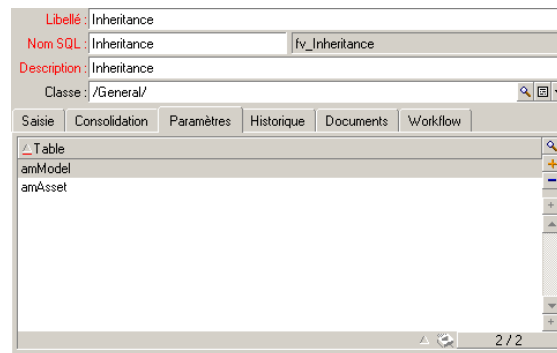 Libellé : Inheritance
Nom SQL : Inheritance fv_Inheritance
Description : Inheritance
Classe : /General/
Saisie Consolidation Paramètres Historique Documents Workflow
Table
amModel
amAsset
2 / 2